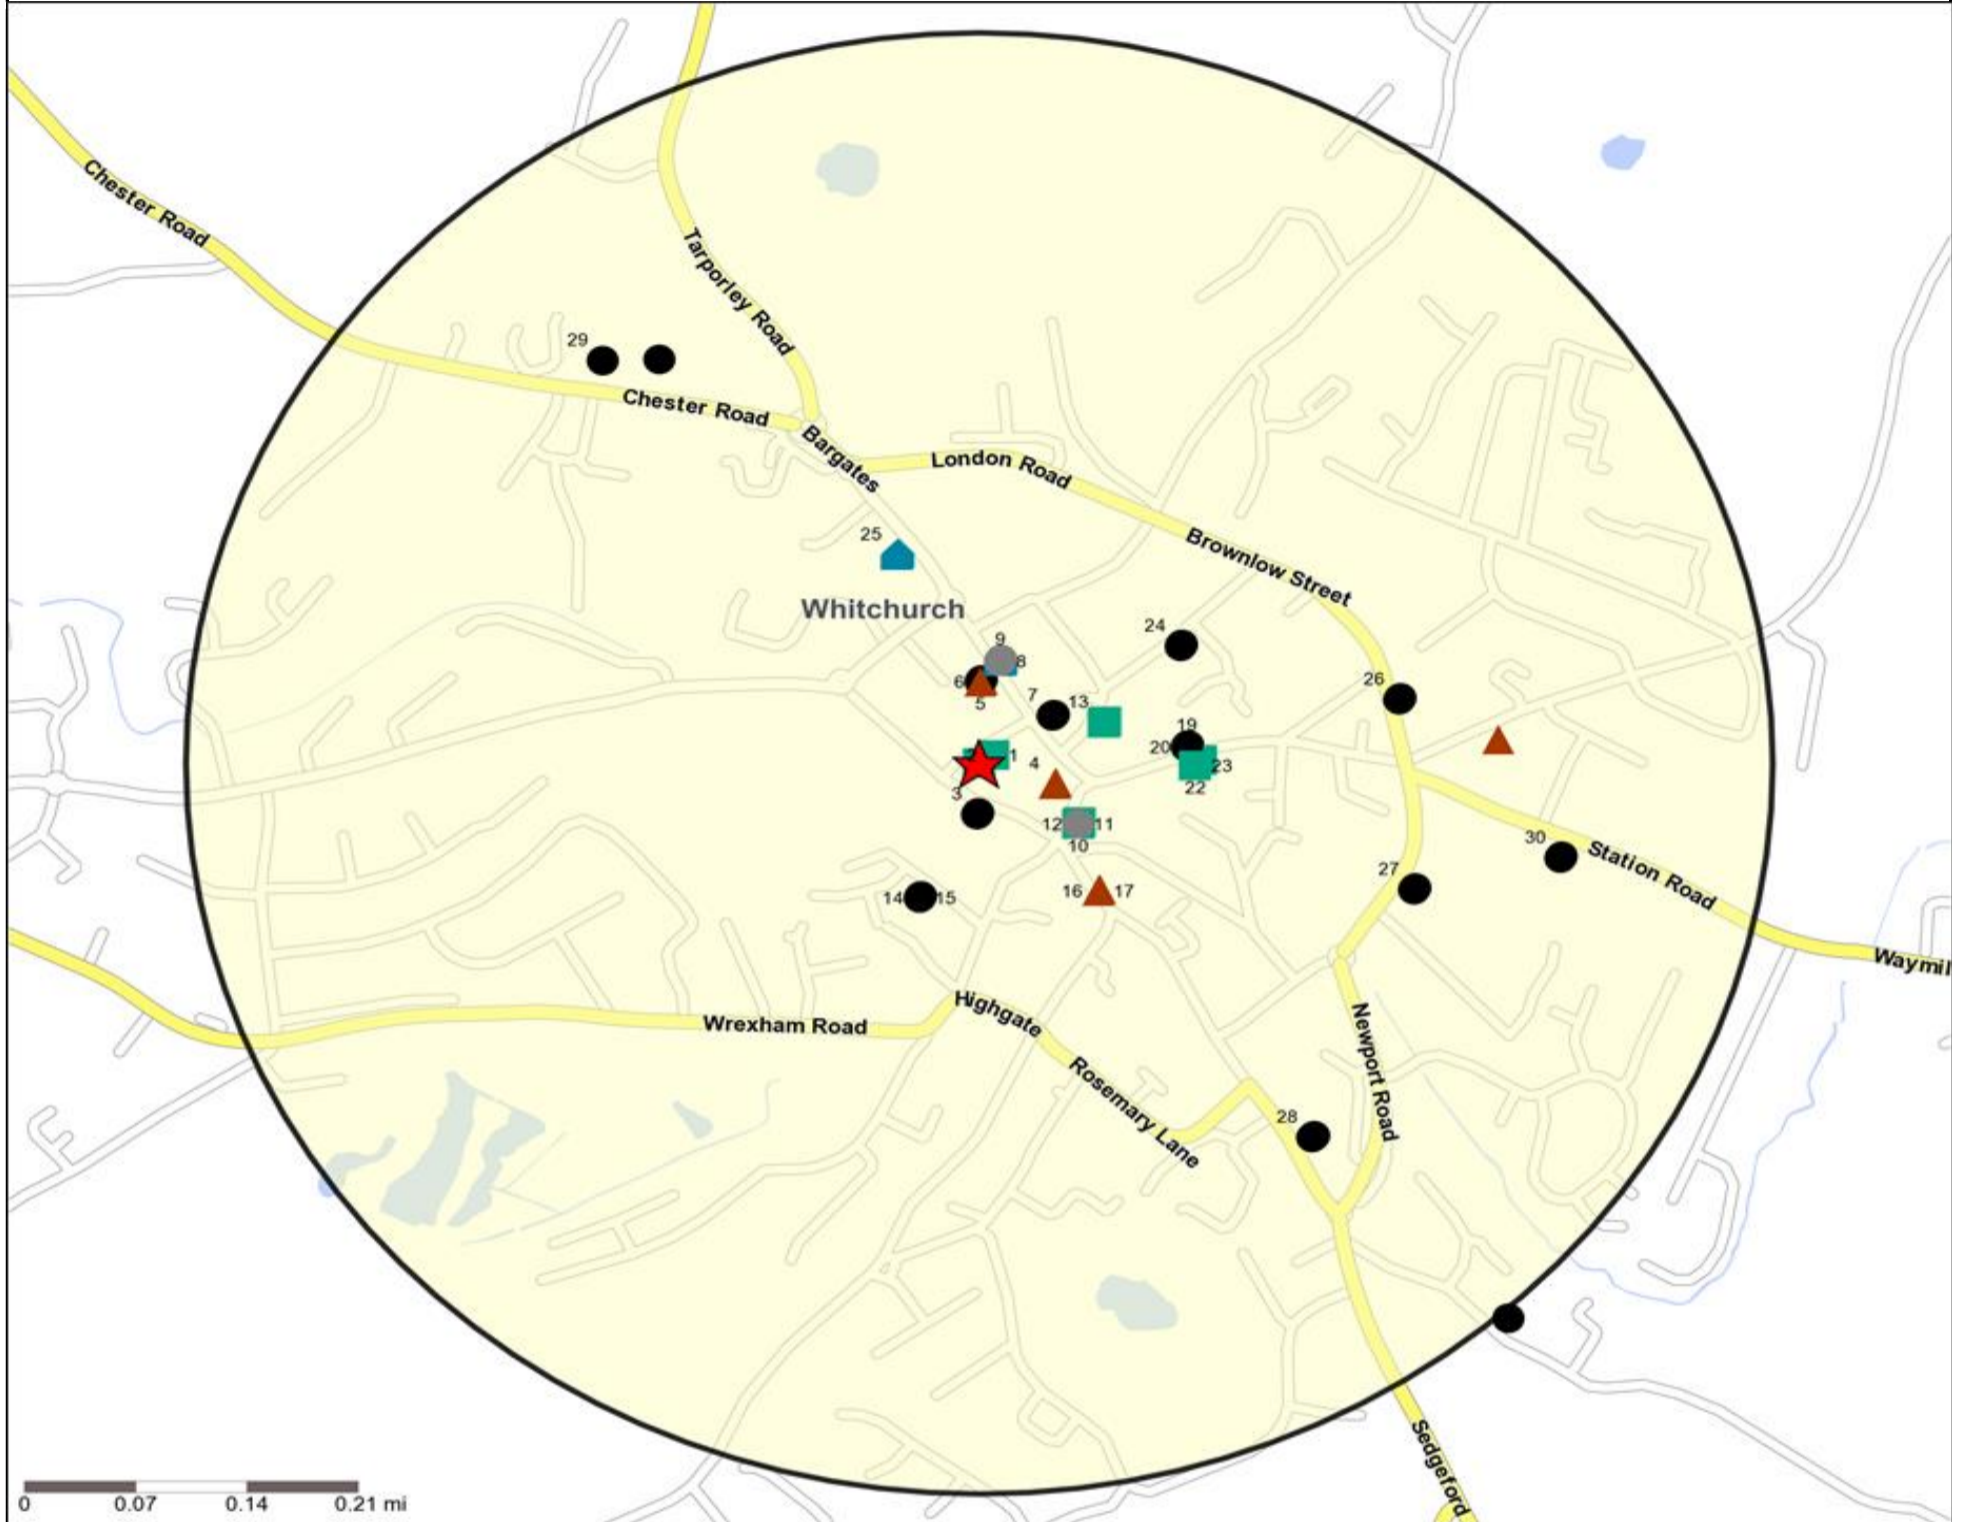 Chester Road
Tarporley Road
29
Chester Road
Bargates
London Road
25
Brownlow Street
Whitchurch
24
9
8
6
5
7
13
26
19
20
1
4
23
22
3
12
11
10
30
Station Road
27
14
15
16
17
Waymil
Highgate
Wrexham Road
Newport Road
Rosemary Lane
28
Sedgeford
0
0.07
0.14
0.21 mi